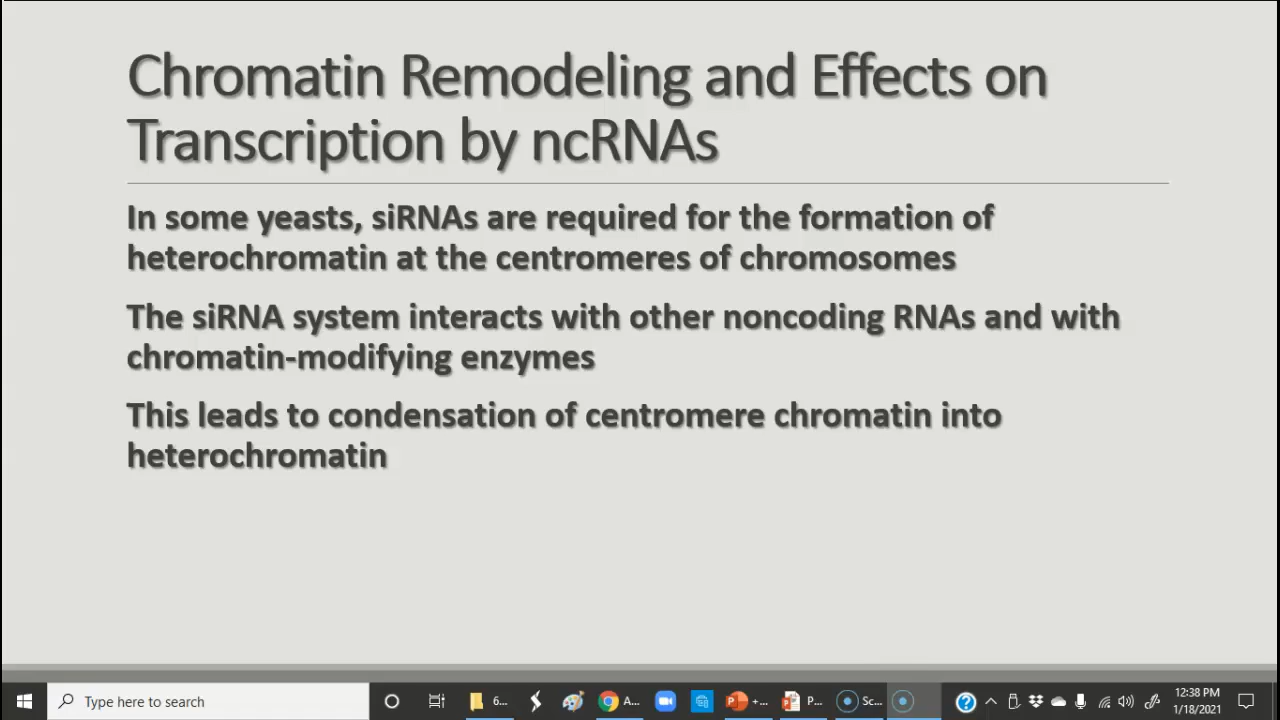 Chromatin Remodeling and Effects on
Transcription by ncRNAs
In some yeasts, siRNAs are required for the formation of
heterochromatin at the centromeres of chromosomes
The siRNA system interacts with other noncoding RNAs and with
chromatin-modifying enzymes
This leads to condensation of centromere chromatin into
heterochromatin
Type here to search
6...
A...
+...
P...
Sc...
12:38 PM
1/18/2021